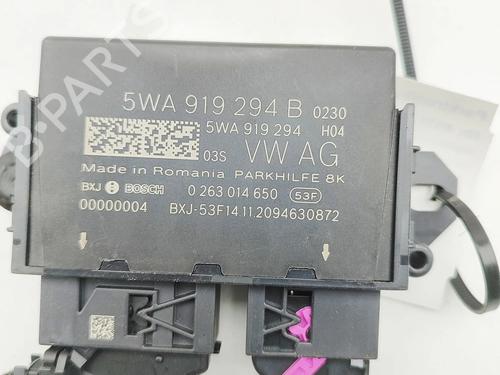 5WA 919 294 B 0230
5WA 919 294 H04
03S VW AG
Made in Romania PARKHILFE 8K
BXJ BOSCH 0 263 014 650 53F
00000004 BXJ-53F14.11.2094630872